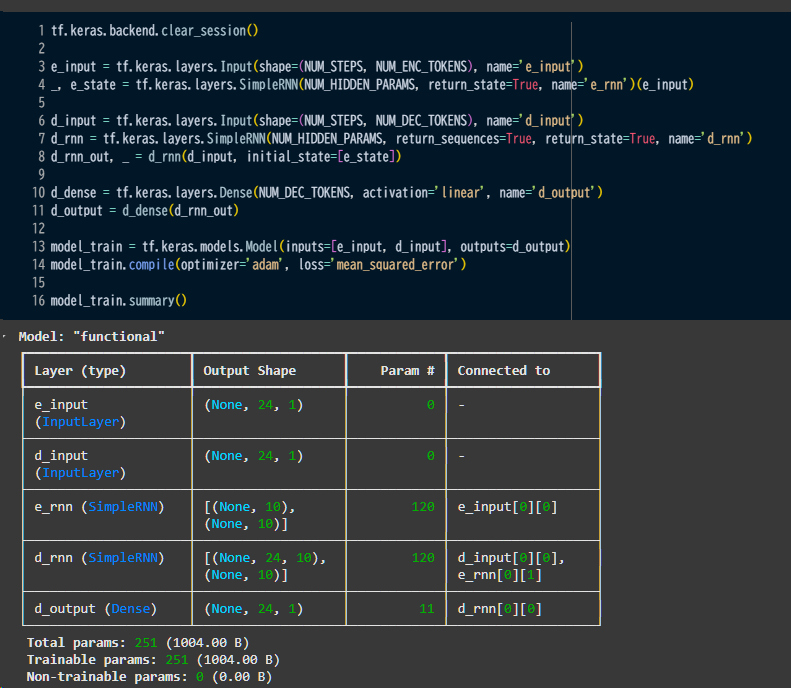 1 tf.keras.backend.clear_session()
2
3 e_input = tf.keras.layers.Input(shape=(NUM_STEPS, NUM_ENC_TOKENS), name='e_input')
4 _, e_state = tf.keras.layers.SimpleRNN(NUM_HIDDEN_PARAMS, return_state=True, name='e_rnn')(e_input)
5
6 d_input = tf.keras.layers.Input(shape=(NUM_STEPS, NUM_DEC_TOKENS), name='d_input')
7 d_rnn = tf.keras.layers.SimpleRNN(NUM_HIDDEN_PARAMS, return_sequences=True, return_state=True, name='d_rnn')
8 d_rnn_out, _ = d_rnn(d_input, initial_state=[e_state])
9
10 d_dense = tf.keras.layers.Dense(NUM_DEC_TOKENS, activation='linear', name='d_output')
11 d_output = d_dense(d_rnn_out)
12
13 model_train = tf.keras.models.Model(inputs=[e_input, d_input], outputs=d_output)
14 model_train.compile(optimizer='adam', loss='mean_squared_error')
15
16 model_train.summary()
Model: "functional"
Layer (type) Output Shape Param # Connected to
e_input (None, 24, 1) 0 -
(InputLayer)
d_input (None, 24, 1) 0 -
(InputLayer)
e_rnn (SimpleRNN) [(None, 10), 120 e_input[0][0]
(None, 10)]
d_rnn (SimpleRNN) [(None, 24, 10), 120 d_input[0][0],
(None, 10)] e_rnn[0][1]
d_output (Dense) (None, 24, 1) 11 d_rnn[0][0]
Total params: 251 (1004.00 B)
Trainable params: 251 (1004.00 B)
Non-trainable params: 0 (0.00 B)